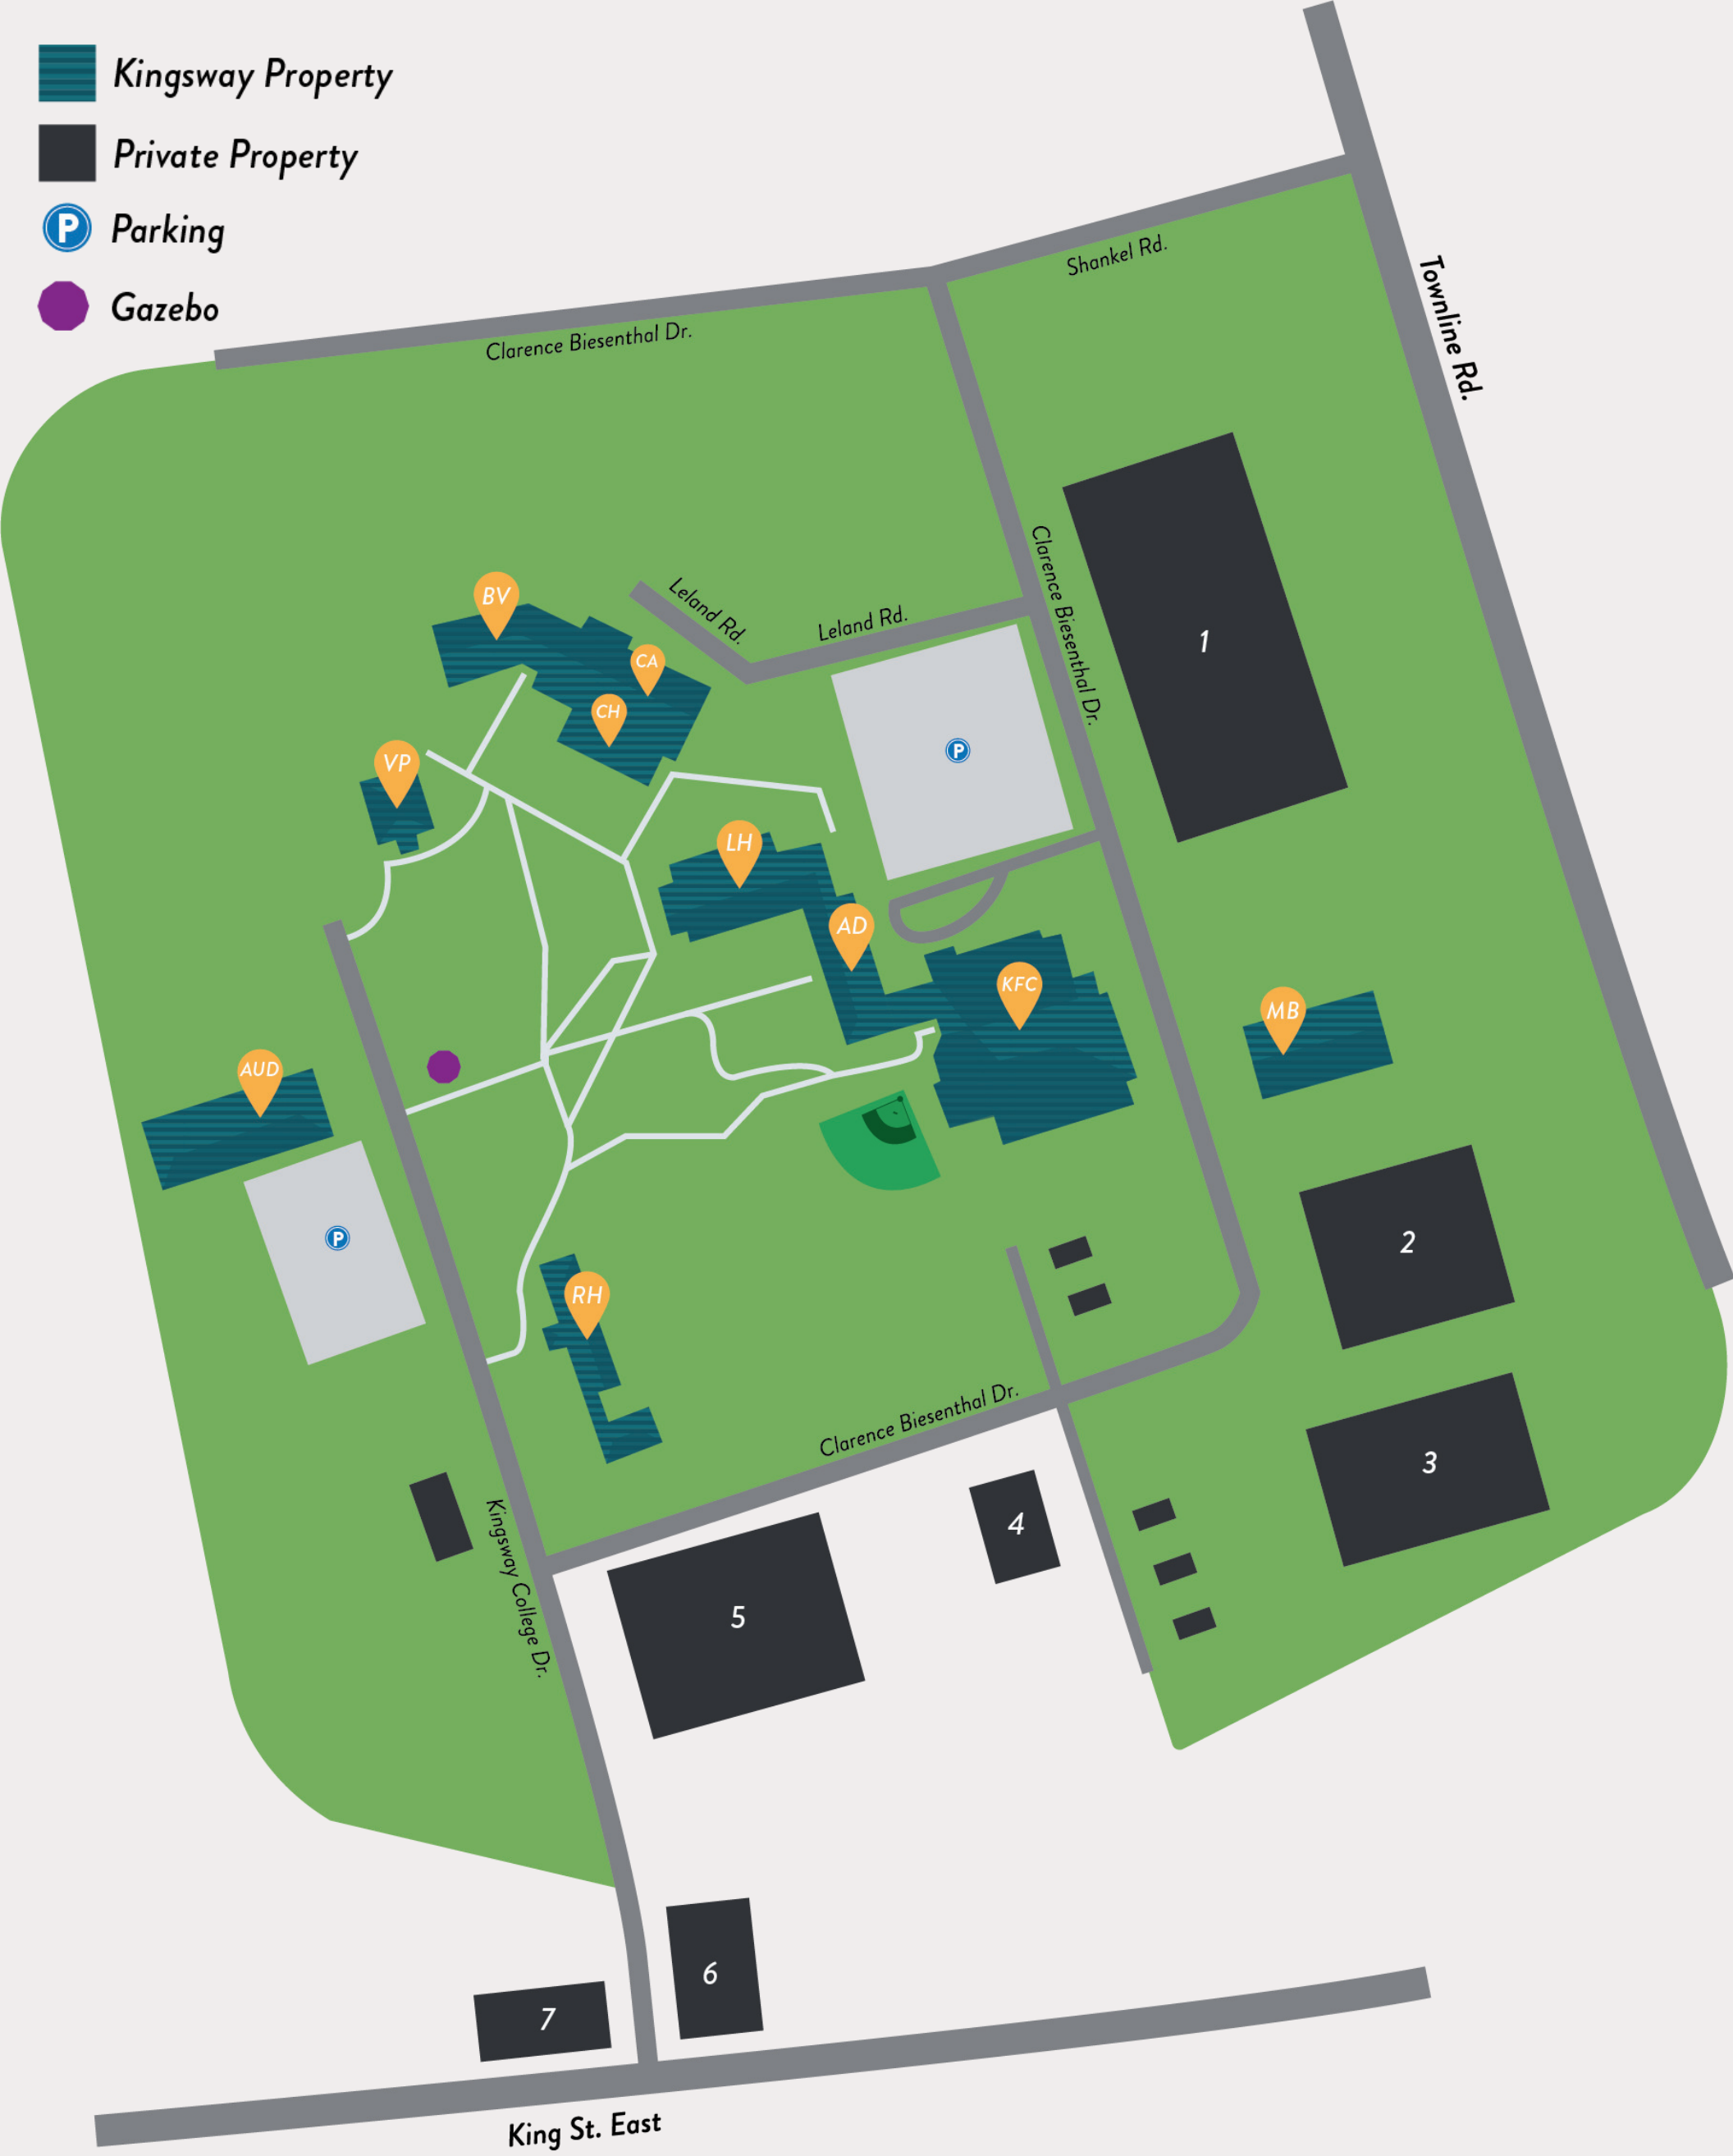 Kingsway Property
Private Property
P Parking
Gazebo
Shankel Rd.
Townline Rd.
Clarence Biesenthal Dr.
Clarence Biesenthal Dr.
Leland Rd.
Leland Rd.
BV
CA
CH
1
P
VP
LH
AD
KFC
MB
AUD
P
2
RH
Clarence Biesenthal Dr.
3
4
Kingsway College Dr.
5
6
7
King St. East